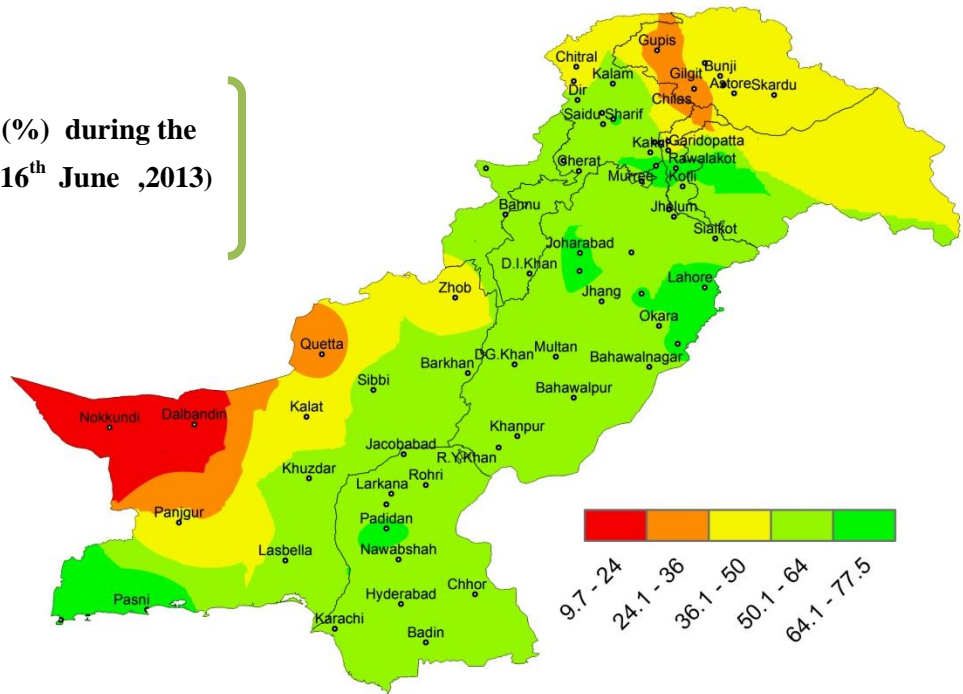 (%) during the
16th June ,2013)
Gupis
Chitral
Bunji
Kalam
Gilgit
Astore Skardu
Dir
Chilas
Saidu Sharif
Garidopatta
Cherat
Rawalakot
Murree
Kotli
Bannu
Jhelum
Sialkot
Joharabad
D.I.Khan
Zhob
Lahore
Jhang
Okara
Quetta
Barkhan
D.G.Khan
Multan
Bahawalnagar
Sibbi
Bahawalpur
Nokkundi
Dalbandin
Kalat
Khanpur
Jacobabad
R.Y.Khan
Khuzdar
Rohri
Larkana
Panjgur
Padidan
Lasbella
Nawabshah
Chhor
Pasni
Hyderabad
Karachi
Badin
9.7 - 24
24.1 - 36
36.1 - 50
50.1 - 64
64.1 - 77.5